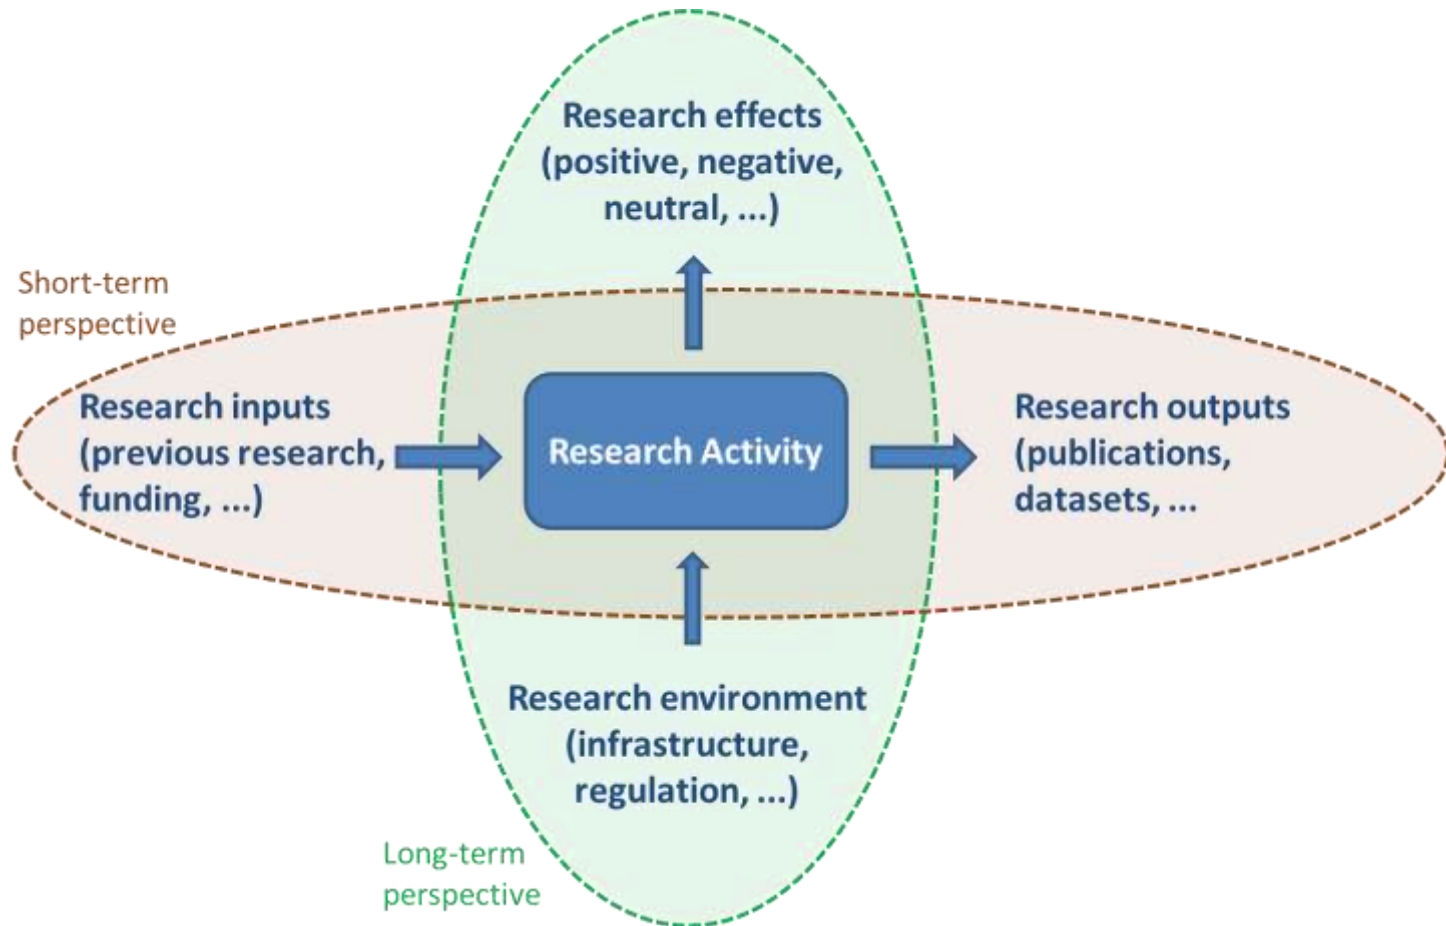 Research effects
(positive, negative,
neutral, ...)
Short-term
perspective
Research inputs
(previous research,
funding, ...)
Research Activity
Research outputs
(publications,
datasets, ...
Research environment
(infrastructure,
regulation, ...)
Long-term
perspective